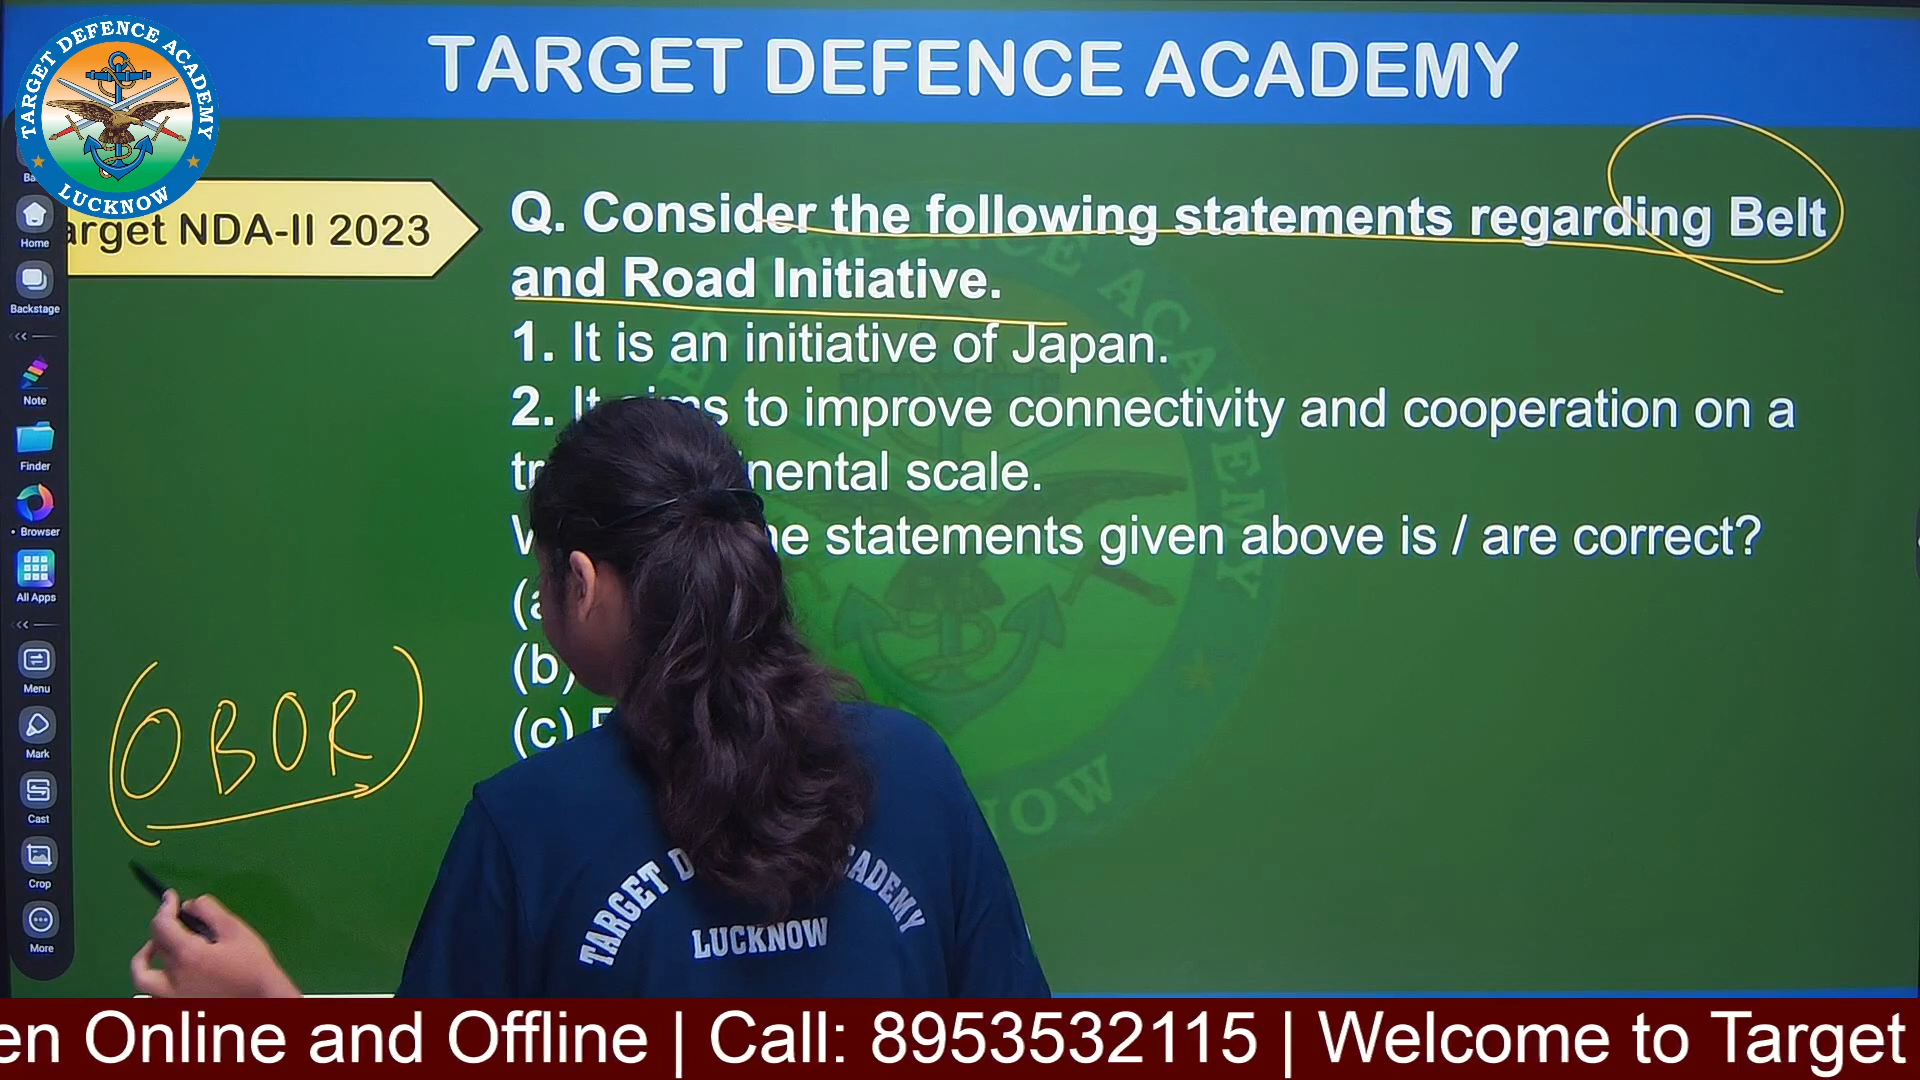 TARGET DEFENCE ACADEMY
TARGET DEFENCE ACADEMY
LUCKNOW
arget NDA-II 2023
Q. Consider the following statements regarding Belt
and Road Initiative.
1. It is an initiative of Japan.
2. It aims to improve connectivity and cooperation on a
nental scale.
statements given above is / are correct?
(a
(b)
(c)
OBOR
Home
Backstage
Note
Finder
• Browser
All Apps
Menu
Mark
Cast
Crop
More
TARGET D ACADEMY
LUCKNOW
en Online and Offline | Call: 8953532115 | Welcome to Target